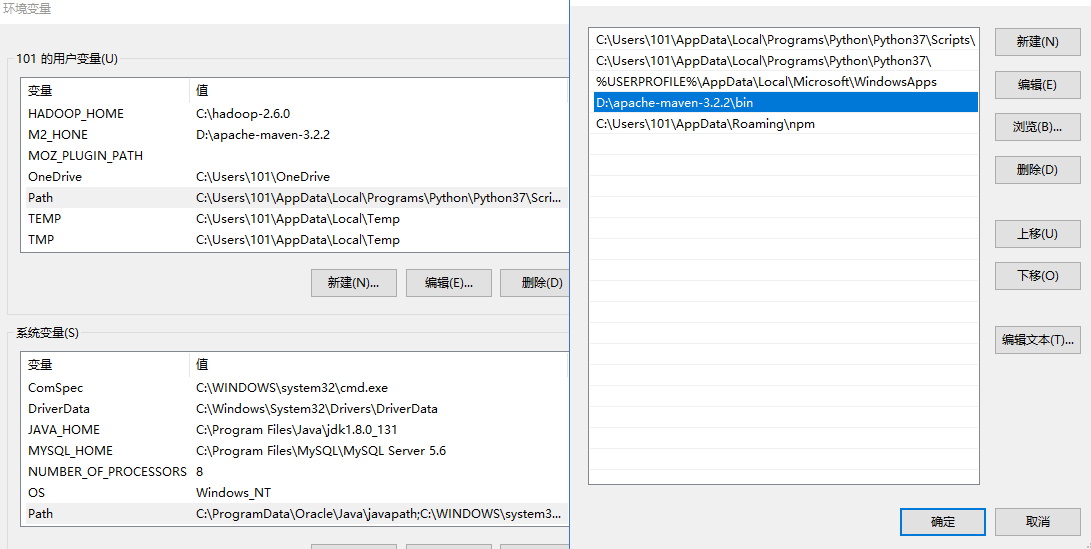 环境变量
101 的用户变量(U)
变量 值
HADOOP_HOME C:\hadoop-2.6.0
M2_HONE D:\apache-maven-3.2.2
MOZ_PLUGIN_PATH
OneDrive C:\Users\101\OneDrive
Path C:\Users\101\AppData\Local\Programs\Python\Python37\Scri...
TEMP C:\Users\101\AppData\Local\Temp
TMP C:\Users\101\AppData\Local\Temp
新建(N)... 编辑(E)... 删除(D)
系统变量(S)
变量 值
ComSpec C:\WINDOWS\system32\cmd.exe
DriverData C:\Windows\System32\Drivers\DriverData
JAVA_HOME C:\Program Files\Java\jdk1.8.0_131
MYSQL_HOME C:\Program Files\MySQL\MySQL Server 5.6
NUMBER_OF_PROCESSORS 8
OS Windows_NT
Path C:\ProgramData\Oracle\Java\javapath;C:\WINDOWS\system3...
C:\Users\101\AppData\Local\Programs\Python\Python37\Scripts\
C:\Users\101\AppData\Local\Programs\Python\Python37\
%USERPROFILE%\AppData\Local\Microsoft\WindowsApps
D:\apache-maven-3.2.2\bin
C:\Users\101\AppData\Roaming\npm
新建(N)
编辑(E)
浏览(B)...
删除(D)
上移(U)
下移(O)
编辑文本(T)...
确定 取消